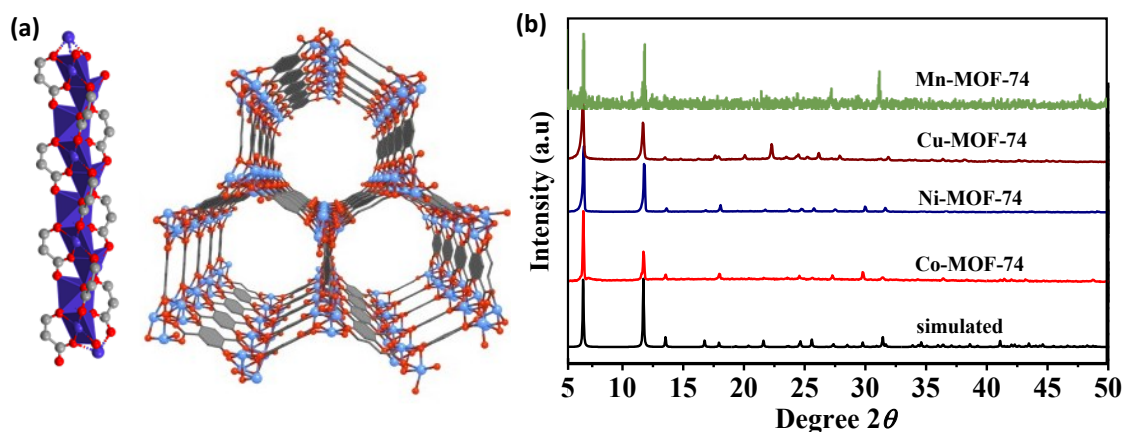 (a)
(b)
Mn-MOF-74
Cu-MOF-74
Ni-MOF-74
Co-MOF-74
simulated
Intensity (a.u)
5 10 15 20 25 30 35 40 45 50
Degree 2θ